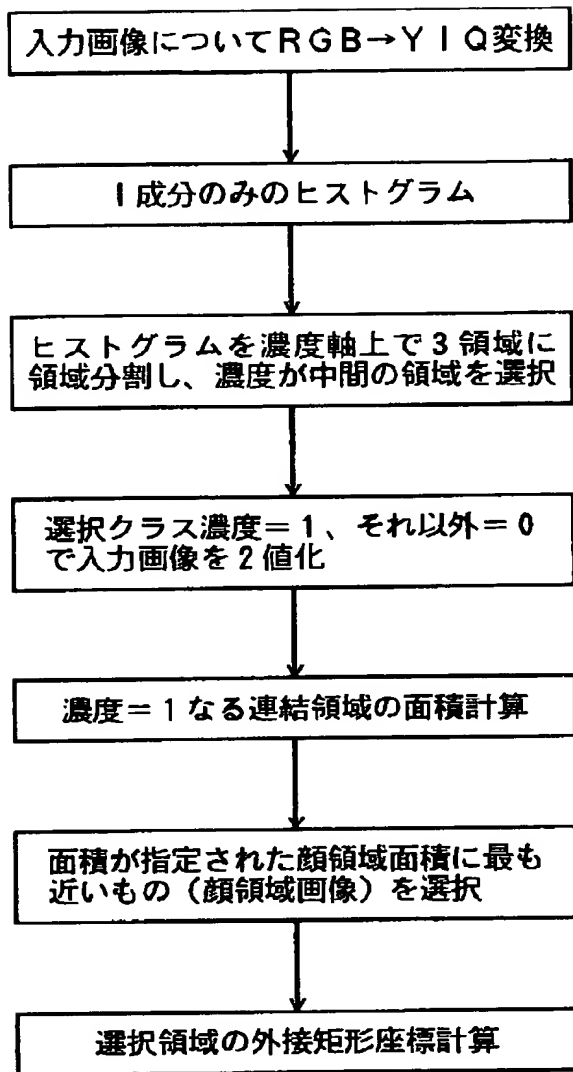 入力画像についてRGB→YIQ変換
I成分のみのヒストグラム
ヒストグラムを濃度軸上で3領域に
領域分割し、濃度が中間の領域を選択
選択クラス濃度=1、それ以外=0
で入力画像を2値化
濃度=1なる連結領域の面積計算
面積が指定された顔領域面積に最も
近いもの(顔領域画像)を選択
選択領域の外接矩形座標計算